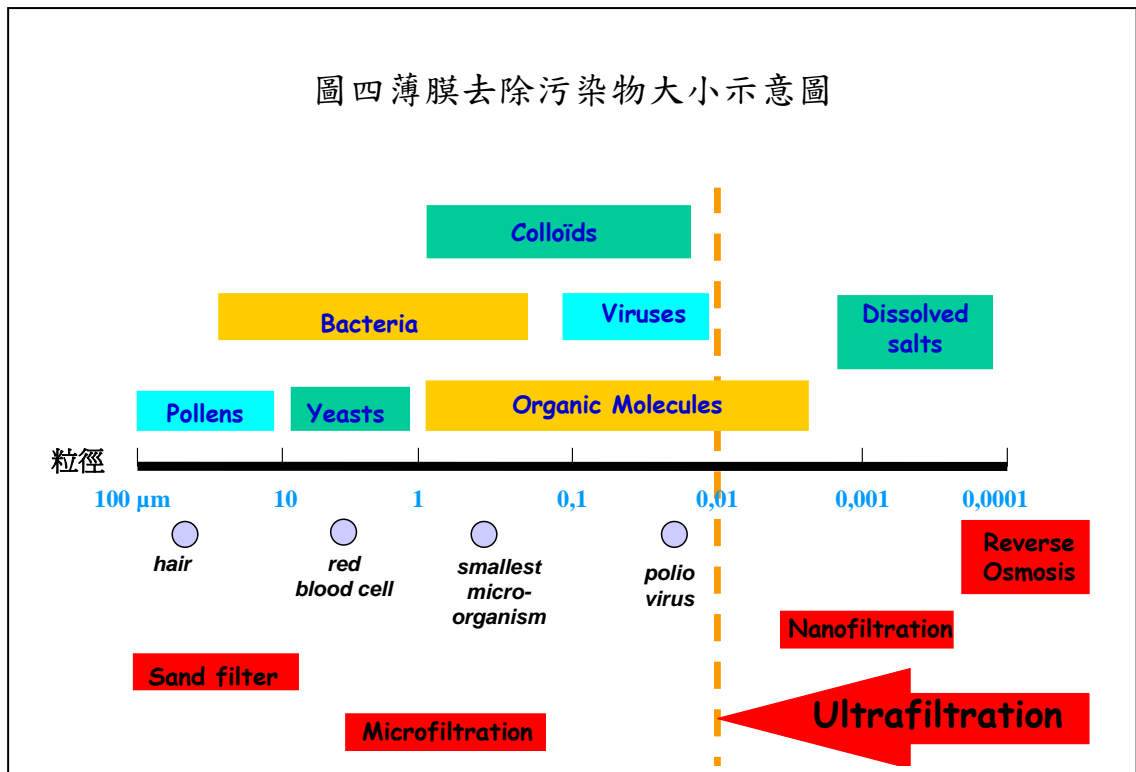 圖四薄膜去除污染物大小示意圖
Colloïds
Bacteria
Viruses
Dissolved
salts
Pollens
Yeasts
Organic Molecules
粒徑
100 µm 10 1 0,1 0,01 0,001 0,0001
hair
red
blood cell
smallest
micro-
organism
polio
virus
Reverse
Osmosis
Nanofiltration
Sand filter
Microfiltration
Ultrafiltration